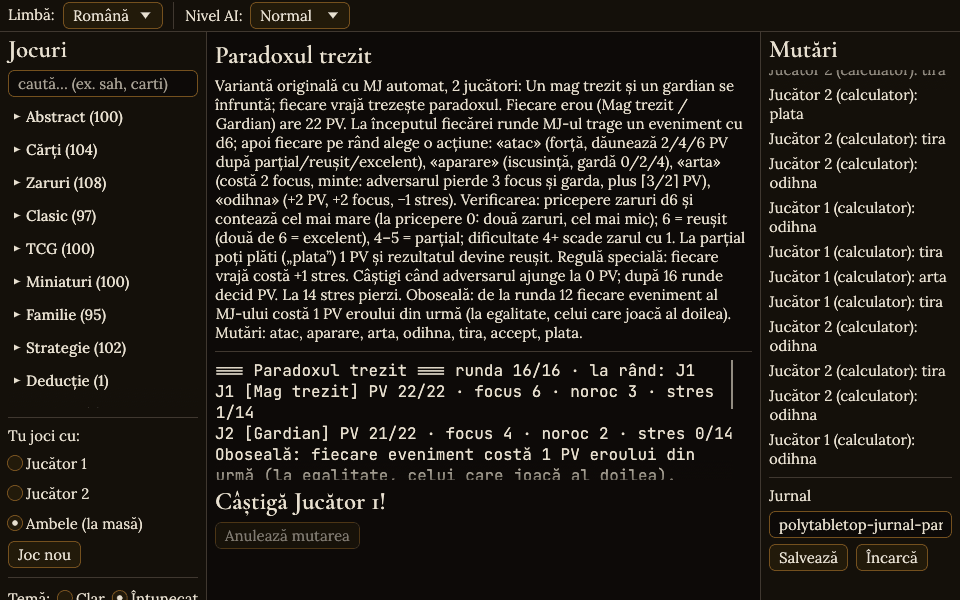 Limbă: Română ▼ Nivel AI: Normal ▼
Jocuri
caută... (ex. sah, carti)
▸ Abstract (100)
▸ Cărți (104)
▸ Zaruri (108)
▸ Clasic (97)
▸ TCG (100)
▸ Miniaturi (100)
▸ Familie (95)
▸ Strategie (102)
▸ Deducție (1)
Tu joci cu:
Jucător 1
Jucător 2
Ambele (la masă)
Joc nou
Temă: Clar Întunecat
Paradoxul trezit
Variantă originală cu MJ automat, 2 jucători: Un mag trezit și un gardian se
înfruntă; fiecare vrajă trezește paradoxul. Fiecare erou (Mag trezit /
Gardian) are 22 PV. La începutul fiecărei runde MJ-ul trage un eveniment cu
d6; apoi fiecare pe rând alege o acțiune: «atac» (forță, dăunează 2/4/6 PV
după parțial/reușit/excelent), «aparare» (iscusință, gardă 0/2/4), «arta»
(costă 2 focus, minte: adversarul pierde 3 focus și garda, plus ⌈3/2⌉ PV),
«odihna» (+2 PV, +2 focus, −1 stres). Verificarea: pricepere zaruri d6 și
contează cel mai mare (la pricepere 0: două zaruri, cel mai mic); 6 = reușit
(două de 6 = excelent), 4–5 = parțial; dificultate 4+ scade zarul cu 1. La parțial
poți plăti („plata”) 1 PV și rezultatul devine reușit. Regulă specială: fiecare
vrajă costă +1 stres. Câștigi când adversarul ajunge la 0 PV; după 16 runde
decid PV. La 14 stres pierzi. Oboseală: de la runda 12 fiecare eveniment al
MJ-ului costă 1 PV eroului din urmă (la egalitate, celui care joacă al doilea).
Mutări: atac, aparare, arta, odihna, tira, accept, plata.
═══ Paradoxul trezit ═══ runda 16/16 · la rând: J1
J1 [Mag trezit] PV 22/22 · focus 6 · noroc 3 · stres
1/14
J2 [Gardian] PV 21/22 · focus 4 · noroc 2 · stres 0/14
Oboseală: fiecare eveniment costă 1 PV eroului din
urmă (la egalitate, celui care joacă al doilea).
Câștigă Jucător 1!
Anulează mutarea
Mutări
Jucător 2 (calculator): tira
Jucător 2 (calculator):
plata
Jucător 2 (calculator): tira
Jucător 2 (calculator):
odihna
Jucător 1 (calculator):
odihna
Jucător 1 (calculator): tira
Jucător 1 (calculator): arta
Jucător 1 (calculator): tira
Jucător 2 (calculator):
odihna
Jucător 2 (calculator): tira
Jucător 2 (calculator):
odihna
Jucător 1 (calculator):
odihna
Jurnal
polytabletop-jurnal-par
Salvează Încarcă